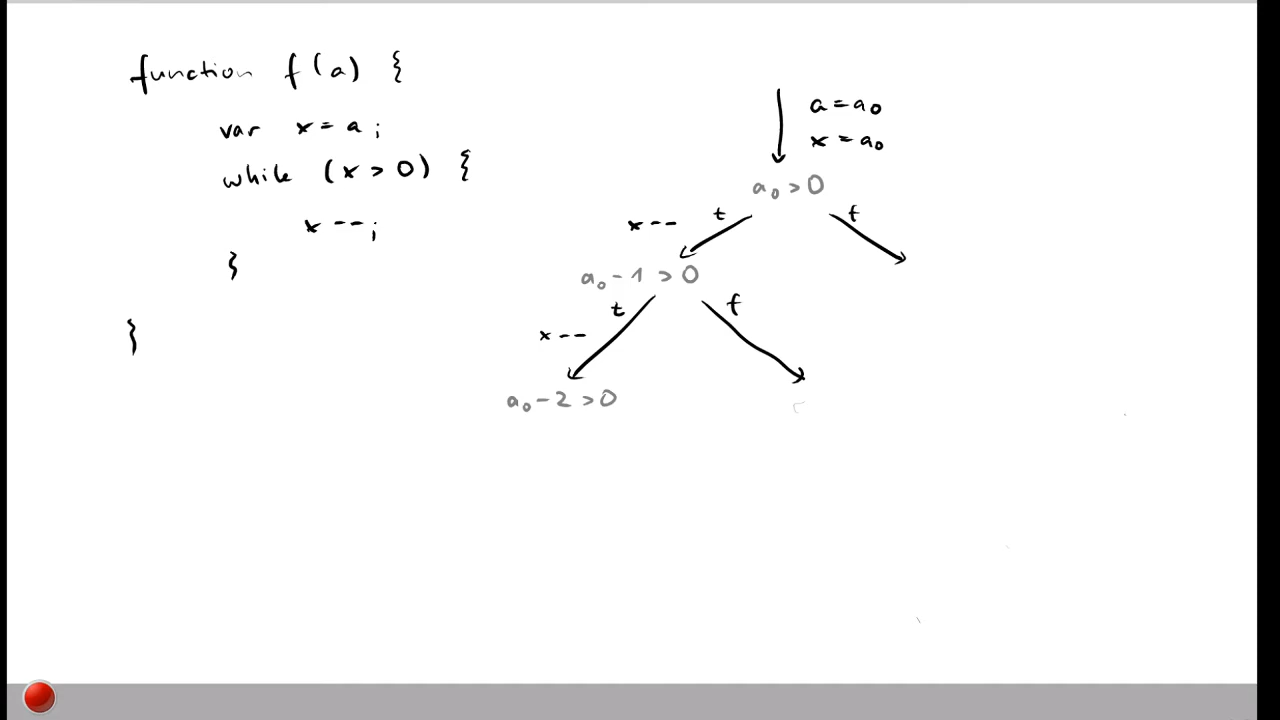 function f(a) {
var x = a;
while (x > 0) {
x--;
}
}
a = a₀
x = a₀
a₀ > 0
x-- t f
a₀ - 1 > 0
t f
x--
a₀ - 2 > 0